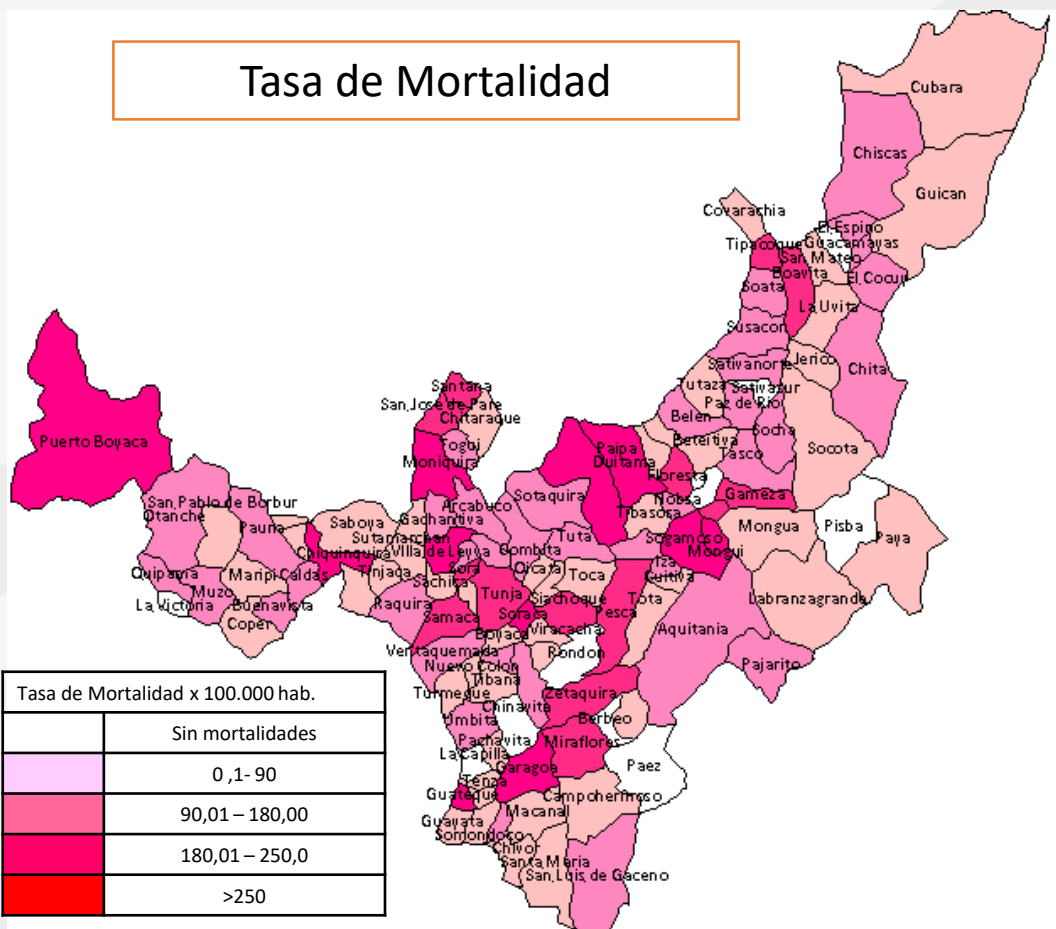 Tasa de Mortalidad
Cubara
Chiscas
Guican
Covarachia
El Espino
Tipacoque
Guacamayas
San Mateo
Boavita
El Cocuy
Soata
La Uvita
Susacon
Sativanorte
Jerico
Chita
Tutaza
Sativasur
Santana
Paz de Rio
San Jose de Pare
Chitaraque
Belen
Socha
Puerto Boyaca
Togui
Paipa
Beteitiva
Socota
Moniquira
Duitama
Tasco
Floresta
San Pablo de Borbur
Sotaquira
Nobsa
Gameza
Otanche
Arcabuco
Tibasosa
Pauna
Saboya
Gachantiva
Mongua
Pisba
Paya
Sutamarchan
Tuta
Sogamoso
Chiquinquira
Villa de Leyva
Combita
Mongui
Quipama
Maripi
Caldas
Tinjaca
Sora
Oicata
Toca
Iza
Cuitiva
Muzo
Sachica
Tunja
Siachoque
La Victoria
Buenavista
Raquira
Samaca
Soraca
Pesca
Tota
Labranzagrande
Coper
Viracacha
Aquitania
Boyaca
Ventaquemada
Rondon
Nuevo Colon
Pajarito
Tibana
Turmeque
Zetaquira
Chinavita
Umbita
Berbeo
Pachavita
Miraflores
La Capilla
Garagoa
Paez
Tenza
Guateque
Campohermoso
Guayata
Macanal
Somondoco
Chivor
Santa Maria
San Luis de Gaceno
Tasa de Mortalidad x 100.000 hab.
Sin mortalidades
0 ,1- 90
90,01 – 180,00
180,01 – 250,0
>250